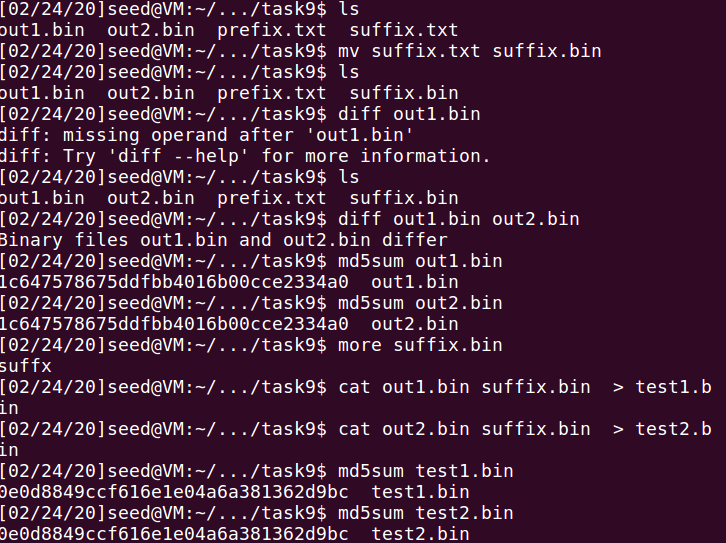 [02/24/20]seed@VM:~/.../task9$ ls
out1.bin  out2.bin  prefix.txt  suffix.txt
[02/24/20]seed@VM:~/.../task9$ mv suffix.txt suffix.bin
[02/24/20]seed@VM:~/.../task9$ ls
out1.bin  out2.bin  prefix.txt  suffix.bin
[02/24/20]seed@VM:~/.../task9$ diff out1.bin
diff: missing operand after 'out1.bin'
diff: Try 'diff --help' for more information.
[02/24/20]seed@VM:~/.../task9$ ls
out1.bin  out2.bin  prefix.txt  suffix.bin
[02/24/20]seed@VM:~/.../task9$ diff out1.bin out2.bin
Binary files out1.bin and out2.bin differ
[02/24/20]seed@VM:~/.../task9$ md5sum out1.bin
1c647578675ddfbb4016b00cce2334a0  out1.bin
[02/24/20]seed@VM:~/.../task9$ md5sum out2.bin
1c647578675ddfbb4016b00cce2334a0  out2.bin
[02/24/20]seed@VM:~/.../task9$ more suffix.bin
suffx
[02/24/20]seed@VM:~/.../task9$ cat out1.bin suffix.bin  > test1.b
in
[02/24/20]seed@VM:~/.../task9$ cat out2.bin suffix.bin  > test2.b
in
[02/24/20]seed@VM:~/.../task9$ md5sum test1.bin
0e0d8849ccf616e1e04a6a381362d9bc  test1.bin
[02/24/20]seed@VM:~/.../task9$ md5sum test2.bin
0e0d8849ccf616e1e04a6a381362d9bc  test2.bin